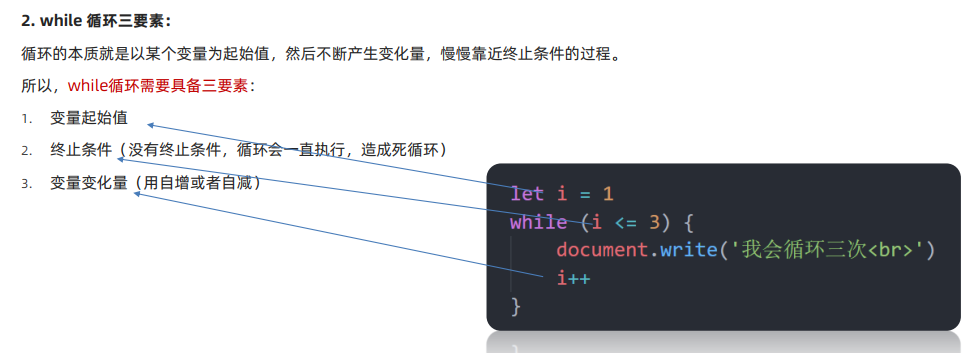 2. while 循环三要素：
循环的本质就是以某个变量为起始值，然后不断产生变化量，慢慢靠近终止条件的过程。
所以，while循环需要具备三要素：
1. 变量起始值
2. 终止条件（没有终止条件，循环会一直执行，造成死循环）
3. 变量变化量（用自增或者自减）
let i = 1
while (i <= 3) {
    document.write('我会循环三次<br>')
    i++
}